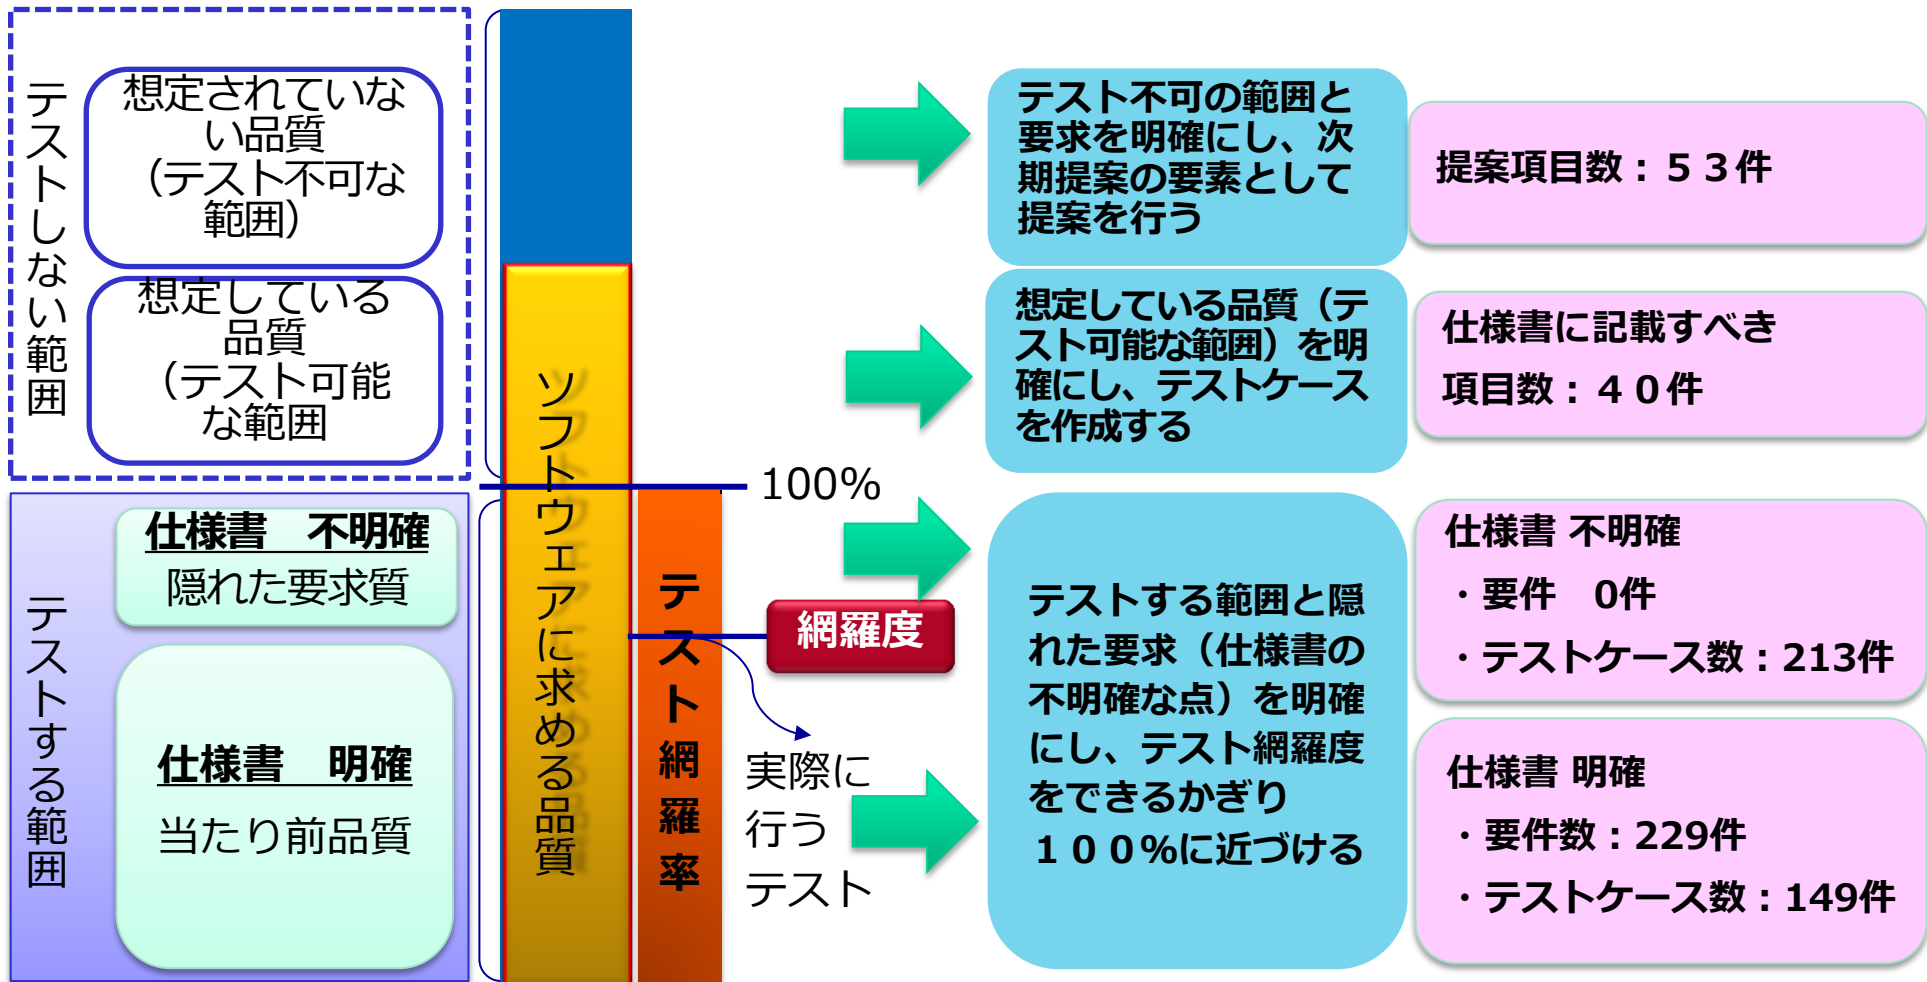 テストしない範囲
想定されていな
い品質
（テスト不可な
範囲）
想定している
品質
（テスト可能
な範囲
テストする範囲
仕様書　不明確
隠れた要求質
仕様書　明確
当たり前品質
ソフトウェアに求める品質
テスト網羅率
100%
網羅度
実際に
行う
テスト
テスト不可の範囲と
要求を明確にし、次
期提案の要素として
提案を行う
想定している品質（テ
スト可能な範囲）を明
確にし、テストケース
を作成する
テストする範囲と隠
れた要求（仕様書の
不明確な点）を明確
にし、テスト網羅度
をできるかぎり
１００％に近づける
提案項目数：５３件
仕様書に記載すべき
項目数：４０件
仕様書 不明確
・要件　0件
・テストケース数：213件
仕様書 明確
・要件数：229件
・テストケース数：149件